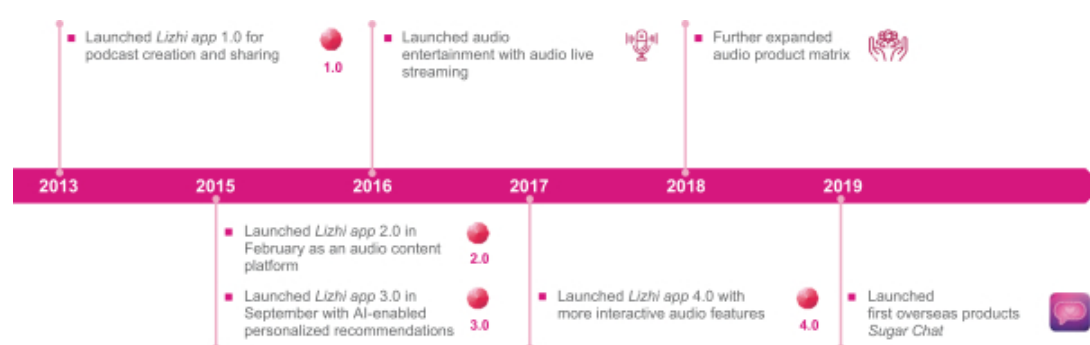 Launched Lizhi app 1.0 for
podcast creation and sharing
1.0
Launched audio
entertainment with audio live
streaming
Further expanded
audio product matrix
2013 2015 2016 2017 2018 2019
Launched Lizhi app 2.0 in
February as an audio content
platform
2.0
Launched Lizhi app 3.0 in
September with AI-enabled
personalized recommendations
3.0
Launched Lizhi app 4.0 with
more interactive audio features
4.0
Launched
first overseas products
Sugar Chat